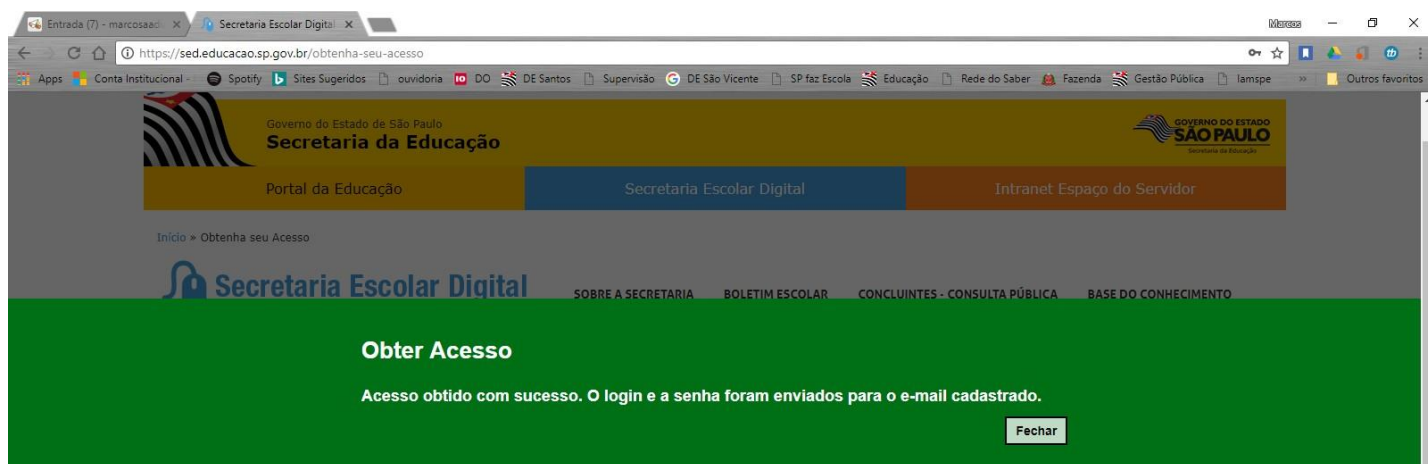 Entrada (7) - marcosaad
Secretaria Escolar Digital
Marcos
https://sed.educacao.sp.gov.br/obtenha-seu-acesso
Apps Conta Institucional - Spotify Sites Sugeridos ouvidoria IO DO DE Santos Supervisão G DE São Vicente SP faz Escola Educação Rede do Saber Fazenda Gestão Pública Iamspe » Outros favoritos
Governo do Estado de São Paulo
Secretaria da Educação
GOVERNO DO ESTADO
SÃO PAULO
Secretaria da Educação
Portal da Educação Secretaria Escolar Digital Intranet Espaço do Servidor
Início » Obtenha seu Acesso
Secretaria Escolar Digital
SOBRE A SECRETARIA BOLETIM ESCOLAR CONCLUINTES - CONSULTA PÚBLICA BASE DO CONHECIMENTO
Obter Acesso
Acesso obtido com sucesso. O login e a senha foram enviados para o e-mail cadastrado.
Fechar